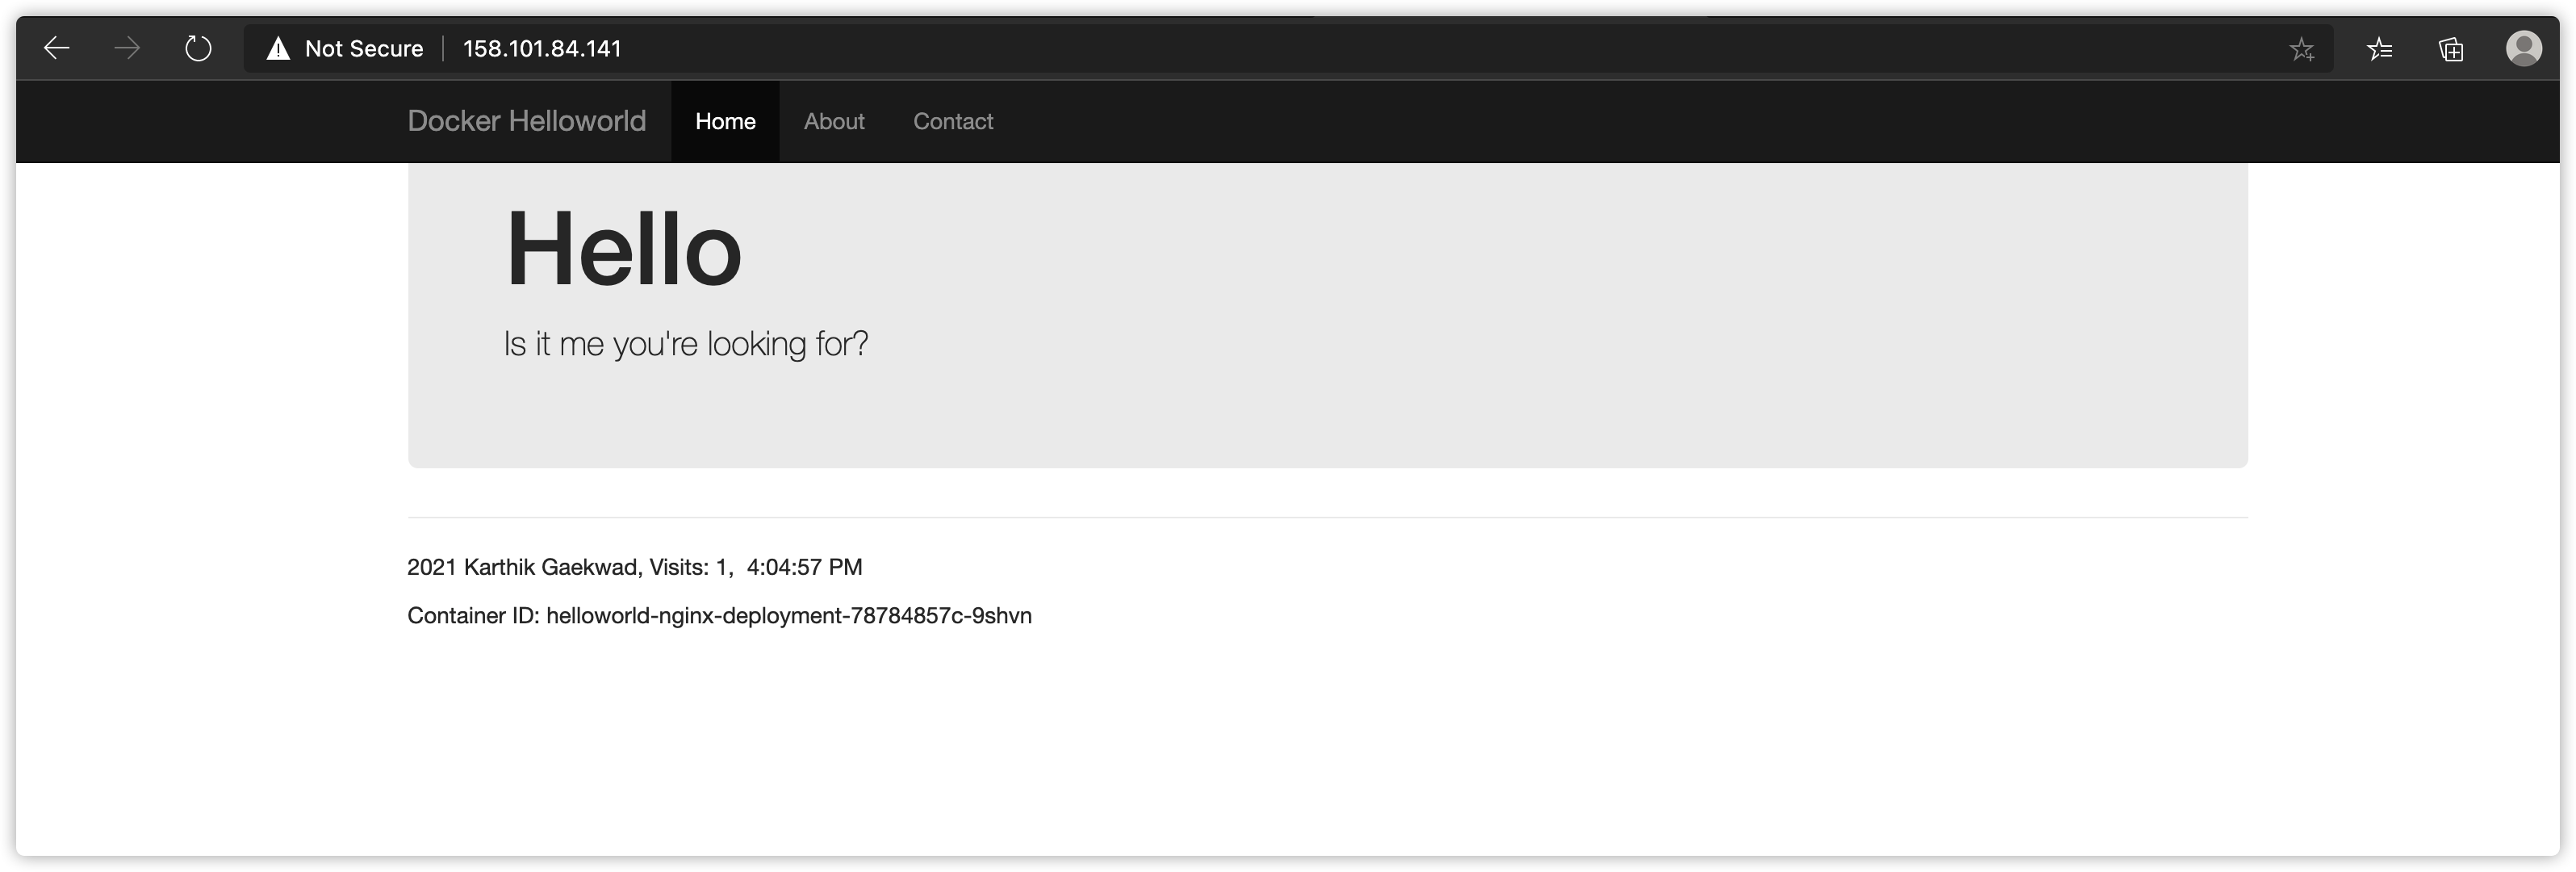 Not Secure | 158.101.84.141
Docker Helloworld Home About Contact
Hello
Is it me you're looking for?
2021 Karthik Gaekwad, Visits: 1, 4:04:57 PM
Container ID: helloworld-nginx-deployment-78784857c-9shvn